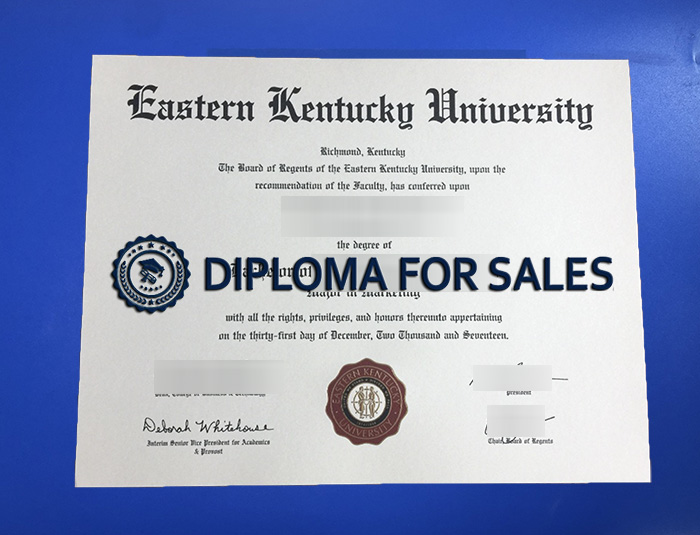 Eastern Kentucky University
Richmond, Kentucky
The Board of Regents of the Eastern Kentucky University, upon the
recommendation of the Faculty, has conferred upon
the degree of
Bachelor of
DIPLOMA FOR SALES
Major in Marketing
with all the rights, privileges, and honors thereunto appertaining
on the thirty-first day of December, Two Thousand and Seventeen.
EASTERN KENTUCKY
UNIVERSITY
President
Deborah Whitehouse
Interim Senior Vice President for Academics
& Provost
Chair, Board of Regents